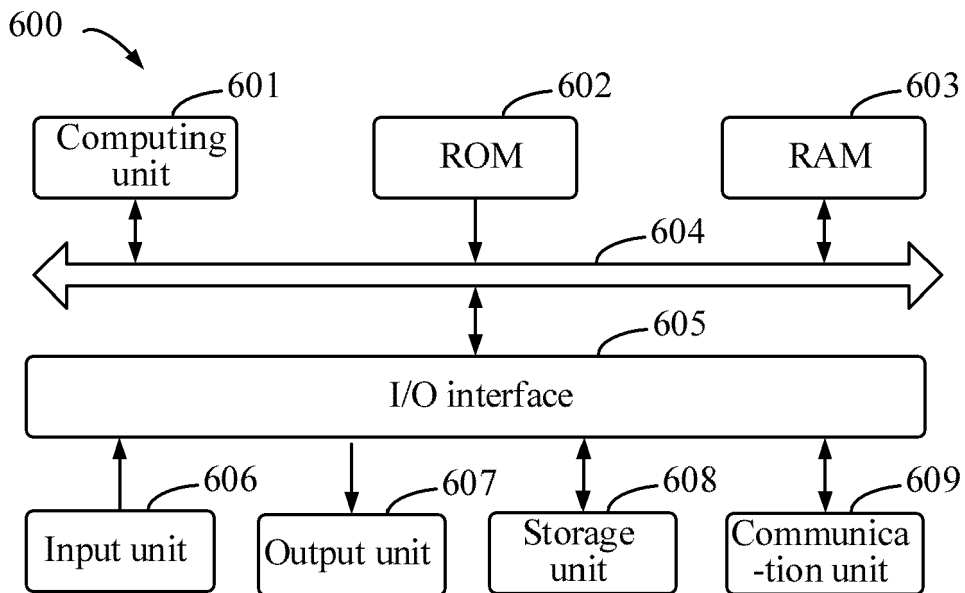 600
601
602
603
Computing
unit
ROM
RAM
604
605
I/O interface
606
607
608
609
Input unit
Output unit
Storage
unit
Communica
-tion unit